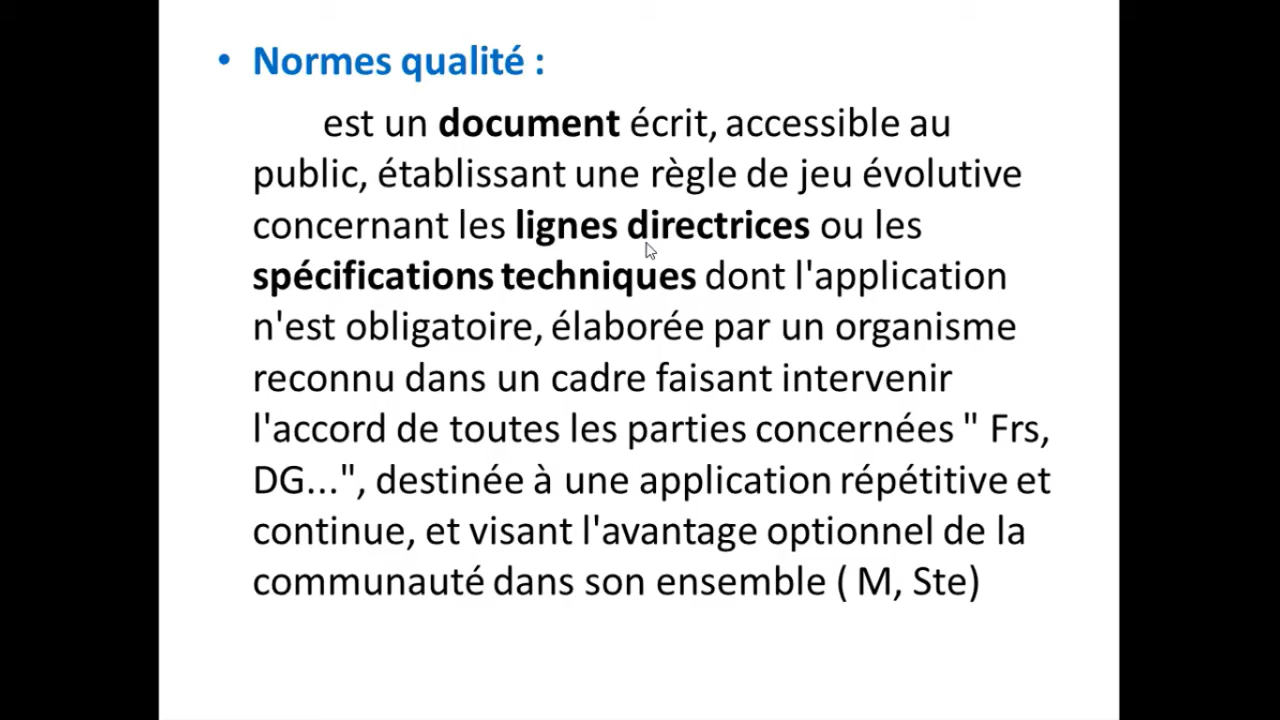 • Normes qualité :
est un document écrit, accessible au
public, établissant une règle de jeu évolutive
concernant les lignes directrices ou les
spécifications techniques dont l'application
n'est obligatoire, élaborée par un organisme
reconnu dans un cadre faisant intervenir
l'accord de toutes les parties concernées " Frs,
DG...", destinée à une application répétitive et
continue, et visant l'avantage optionnel de la
communauté dans son ensemble ( M, Ste)